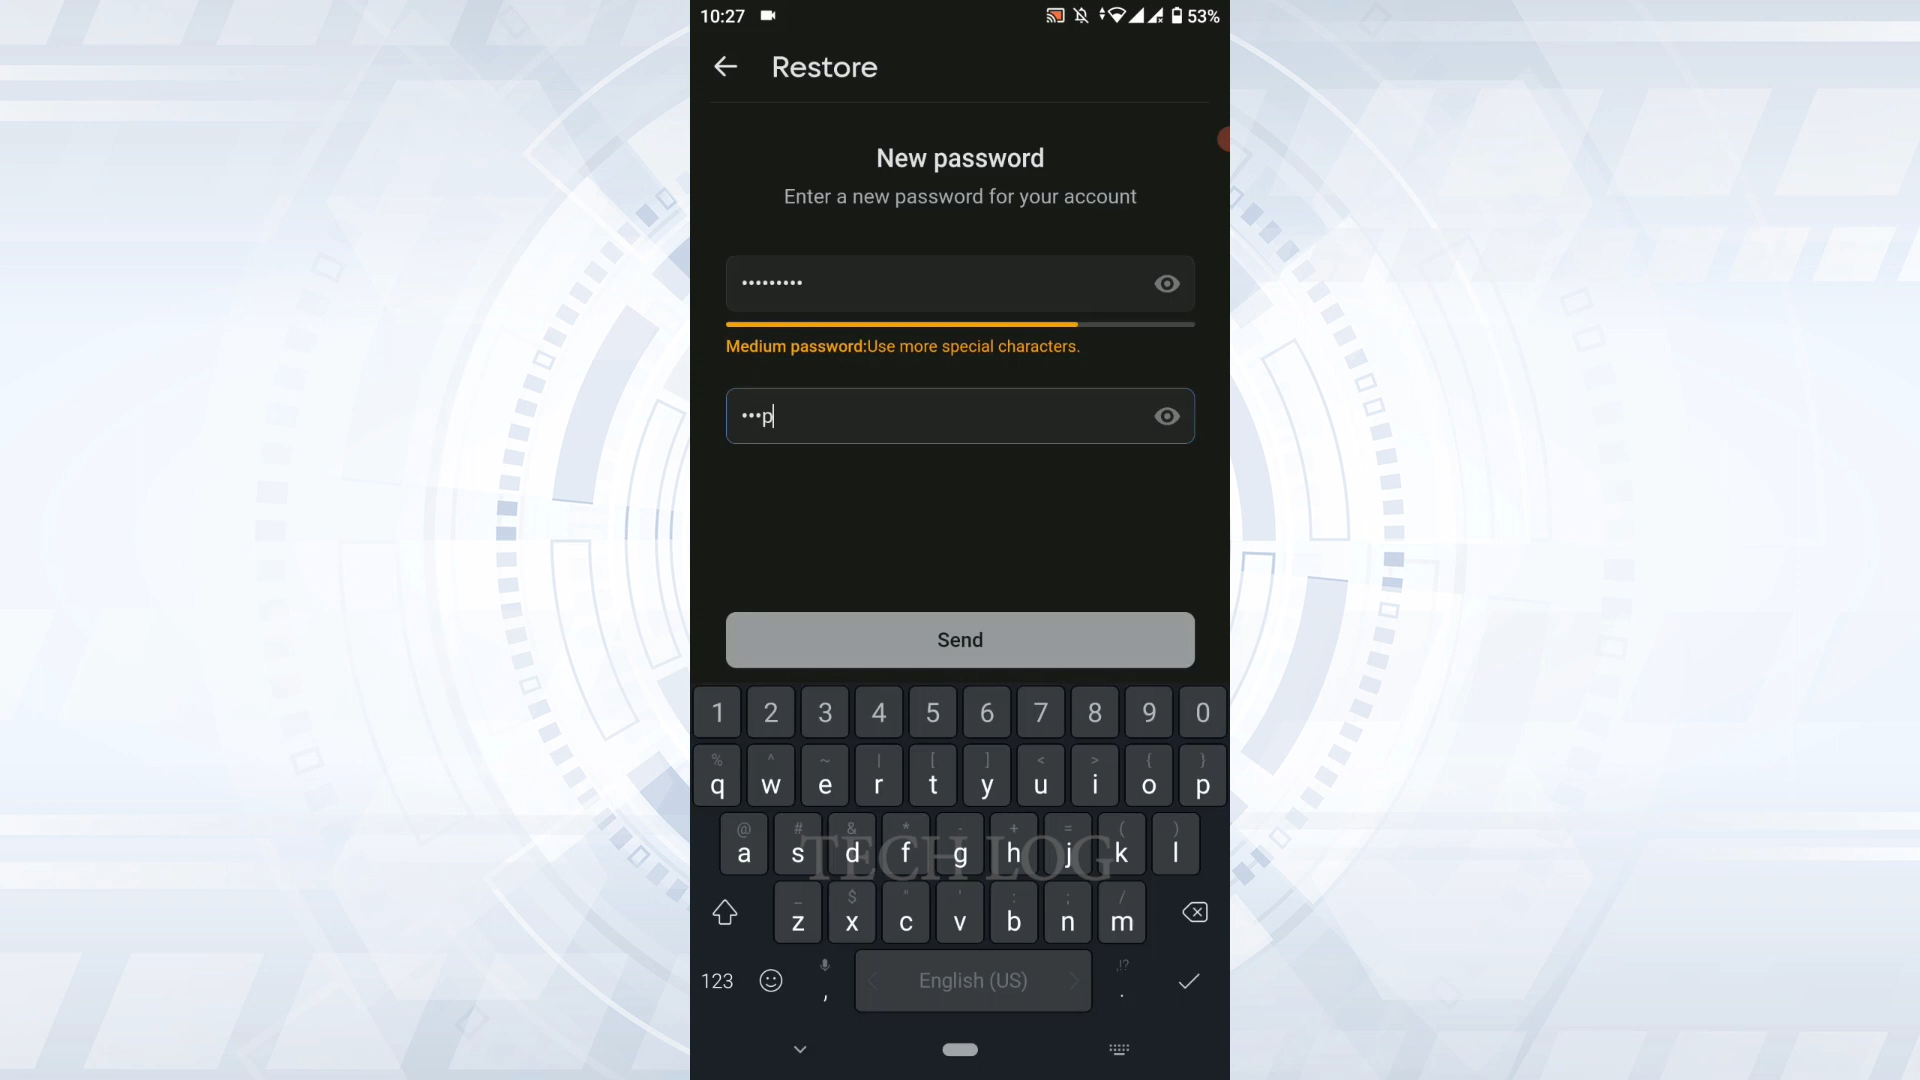 10:27 53%
Restore
New password
Enter a new password for your account
•••••••••
Medium password:Use more special characters.
•••p
Send
1 2 3 4 5 6 7 8 9 0
% ^ ~ | [ ] < > { }
q w e r t y u i o p
@ # & * - + = ( )
a s d f g h j k l
TECH LOG
_ $ " ' : ; /
z x c v b n m
123 , English (US) !? .